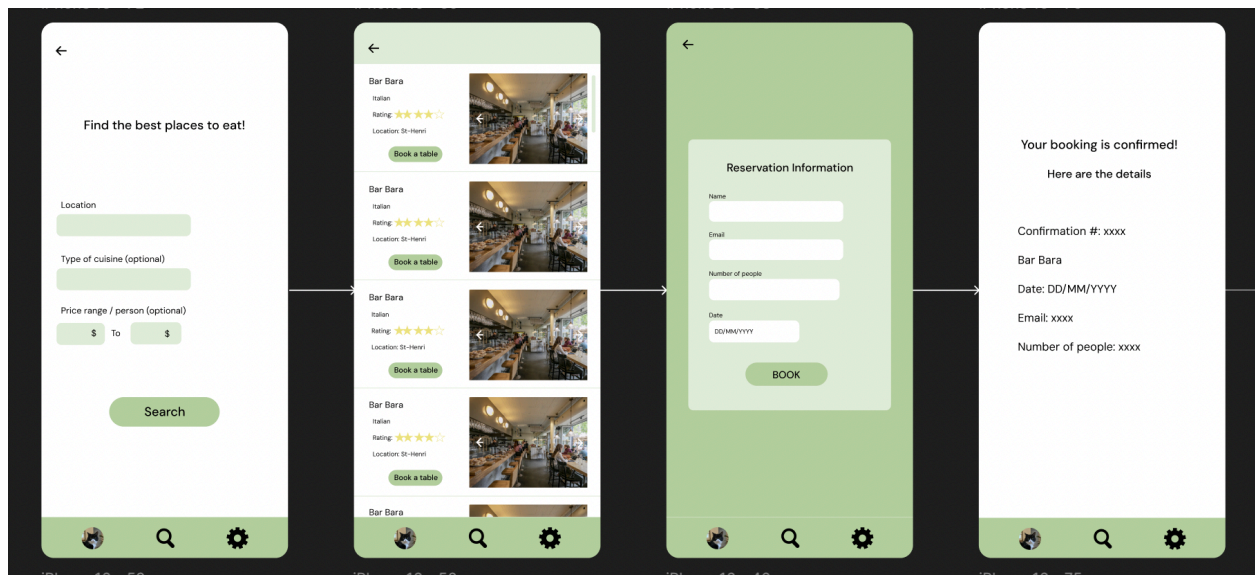 Find the best places to eat!
Location
Type of cuisine (optional)
Price range / person (optional)
$ To $
Search
Bar Bara
Italian
Rating:
Location: St-Henri
Book a table
Bar Bara
Italian
Rating:
Location: St-Henri
Book a table
Bar Bara
Italian
Rating:
Location: St-Henri
Book a table
Bar Bara
Italian
Rating:
Location: St-Henri
Book a table
Bar Bara
Reservation Information
Name
Email
Number of people
Date
DD/MM/YYYY
BOOK
Your booking is confirmed!
Here are the details
Confirmation #: xxxx
Bar Bara
Date: DD/MM/YYYY
Email: xxxx
Number of people: xxxx